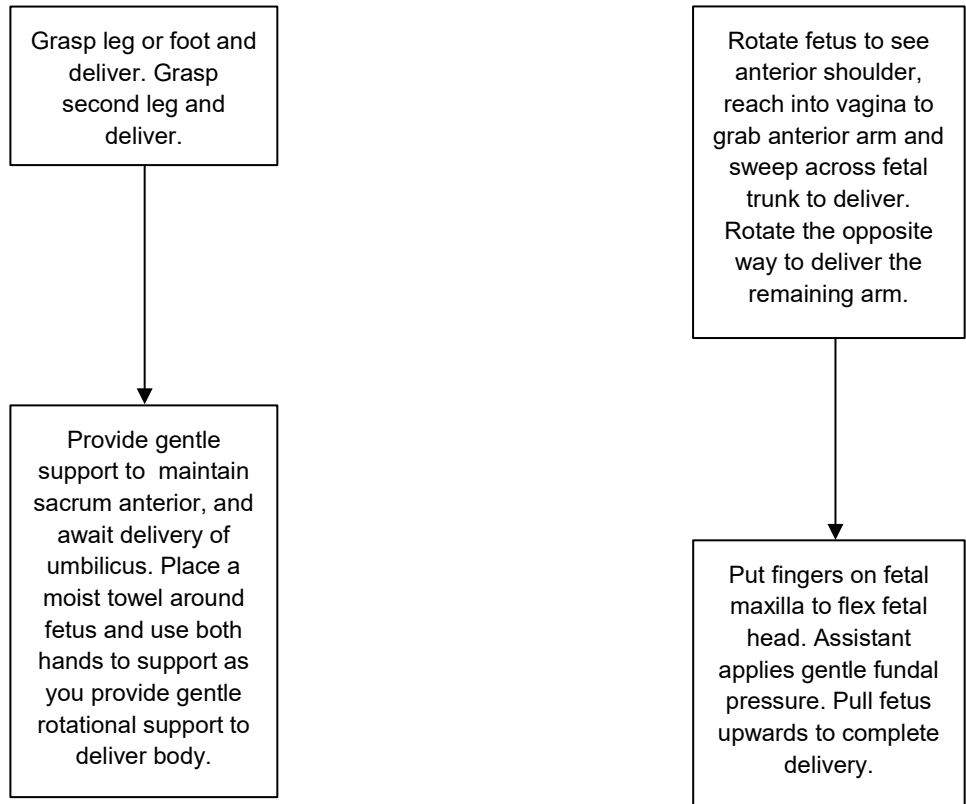 Grasp leg or foot and
deliver. Grasp
second leg and
deliver.
Provide gentle
support to  maintain
sacrum anterior, and
await delivery of
umbilicus. Place a
moist towel around
fetus and use both
hands to support as
you provide gentle
rotational support to
deliver body.
Rotate fetus to see
anterior shoulder,
reach into vagina to
grab anterior arm and
sweep across fetal
trunk to deliver.
Rotate the opposite
way to deliver the
remaining arm.
Put fingers on fetal
maxilla to flex fetal
head. Assistant
applies gentle fundal
pressure. Pull fetus
upwards to complete
delivery.